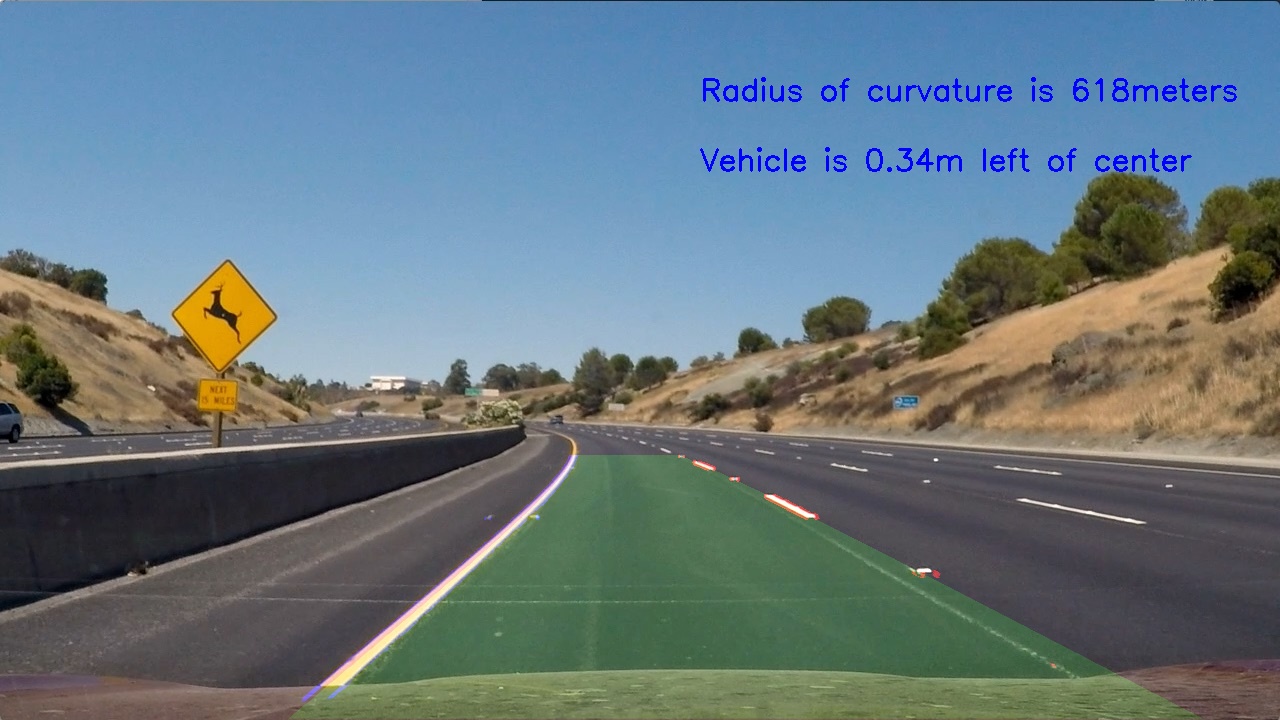 Radius of curvature is 618meters
Vehicle is 0.34m left of center
NEXT
15 MILES